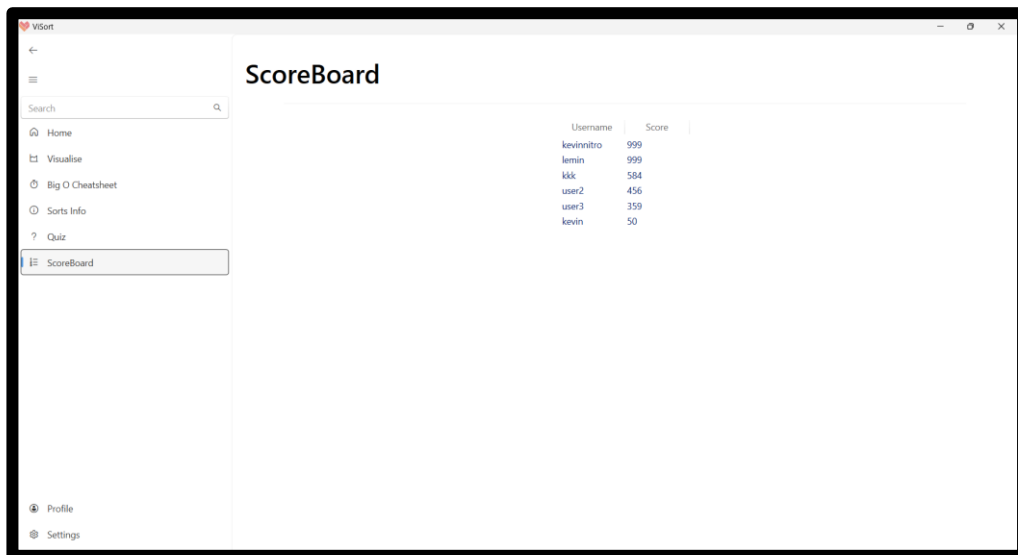 ViSort
ScoreBoard
Search
Home
Visualise
Big O Cheatsheet
Sorts Info
Quiz
ScoreBoard
Profile
Settings
Username Score
kevinnitro 999
lemin 999
kkk 584
user2 456
user3 359
kevin 50